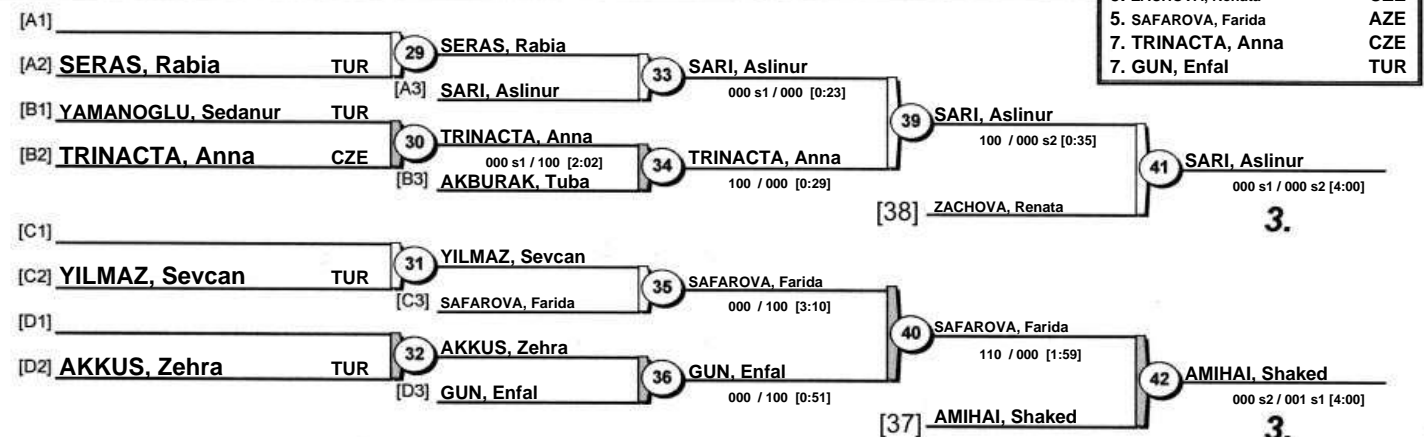 5. SAFAROVA, Farida AZE
7. TRINACTA, Anna CZE
7. GUN, Enfal TUR
[A1]
[A2] SERAS, Rabia TUR
29 SERAS, Rabia
[A3] SARI, Aslinur
33 SARI, Aslinur
000 s1 / 000 [0:23]
[B1] YAMANOGLU, Sedanur TUR
[B2] TRINACTA, Anna CZE
30 TRINACTA, Anna
000 s1 / 100 [2:02]
[B3] AKBURAK, Tuba
34 TRINACTA, Anna
100 / 000 [0:29]
39 SARI, Aslinur
100 / 000 s2 [0:35]
[38] ZACHOVA, Renata
41 SARI, Aslinur
000 s1 / 000 s2 [4:00]
3.
[C1]
[C2] YILMAZ, Sevcan TUR
31 YILMAZ, Sevcan
[C3] SAFAROVA, Farida
35 SAFAROVA, Farida
000 / 100 [3:10]
[D1]
[D2] AKKUS, Zehra TUR
32 AKKUS, Zehra
[D3] GUN, Enfal
36 GUN, Enfal
000 / 100 [0:51]
40 SAFAROVA, Farida
110 / 000 [1:59]
[37] AMIHAI, Shaked
42 AMIHAI, Shaked
000 s2 / 001 s1 [4:00]
3.